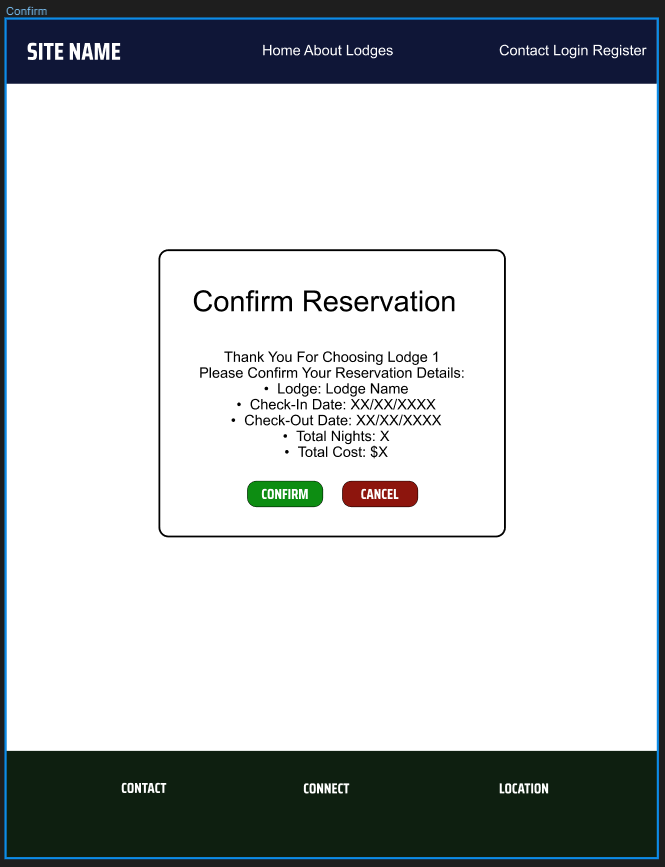 Confirm
SITE NAME
Home About Lodges
Contact Login Register
Confirm Reservation
Thank You For Choosing Lodge 1
Please Confirm Your Reservation Details:
• Lodge: Lodge Name
• Check-In Date: XX/XX/XXXX
• Check-Out Date: XX/XX/XXXX
• Total Nights: X
• Total Cost: $X
CONFIRM
CANCEL
CONTACT
CONNECT
LOCATION